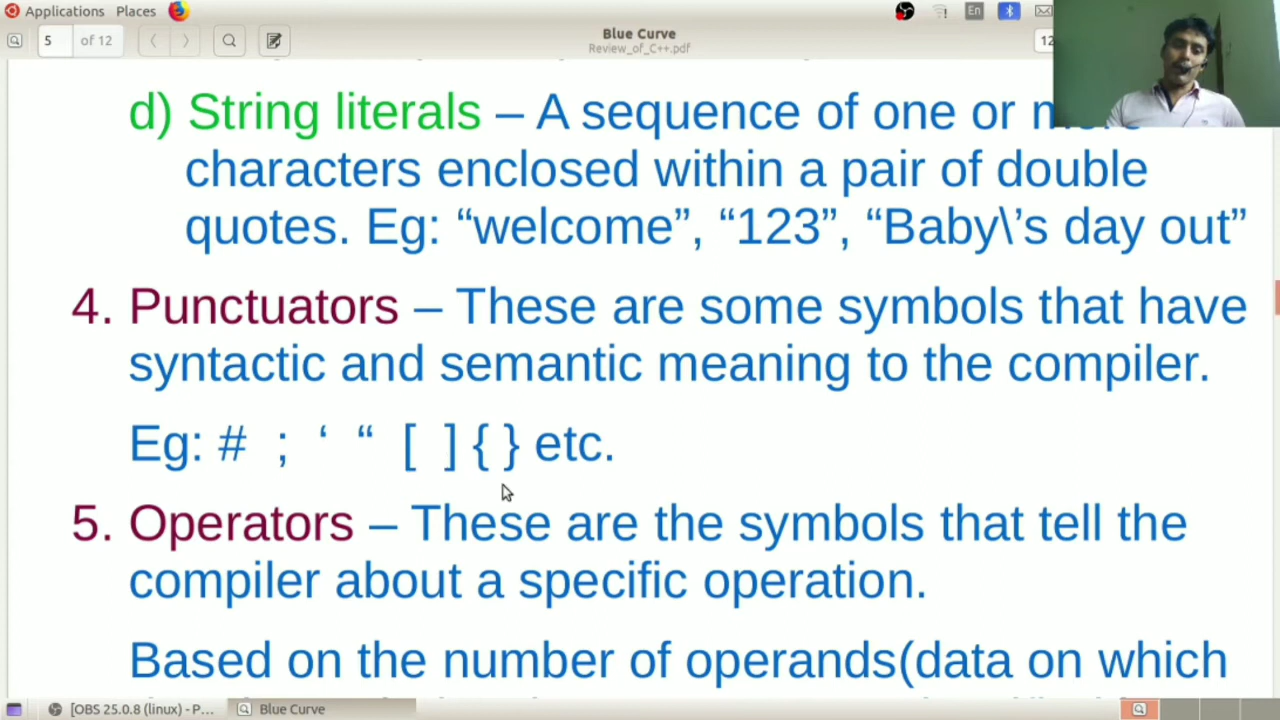 Applications Places En
5 of 12 Blue Curve 12
Review_of_C++.pdf
d) String literals – A sequence of one or
characters enclosed within a pair of double
quotes. Eg: “welcome”, “123”, “Baby\’s day out”
4. Punctuators – These are some symbols that have
syntactic and semantic meaning to the compiler.
Eg: # ; ‘ “ [ ] { } etc.
5. Operators – These are the symbols that tell the
compiler about a specific operation.
Based on the number of operands(data on which
[OBS 25.0.8 (linux) - P... Blue Curve